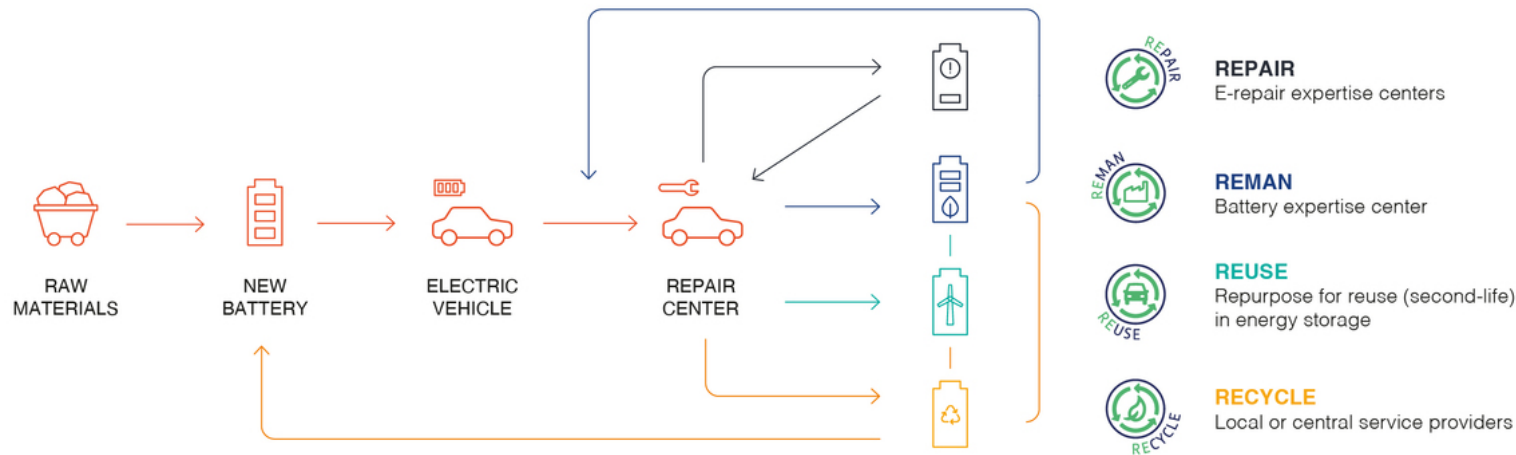 RAW
MATERIALS
NEW
BATTERY
ELECTRIC
VEHICLE
REPAIR
CENTER
REPAIR
REPAIR
E-repair expertise centers
REMAN
REMAN
Battery expertise center
REUSE
REUSE
Repurpose for reuse (second-life)
in energy storage
RECYCLE
RECYCLE
Local or central service providers